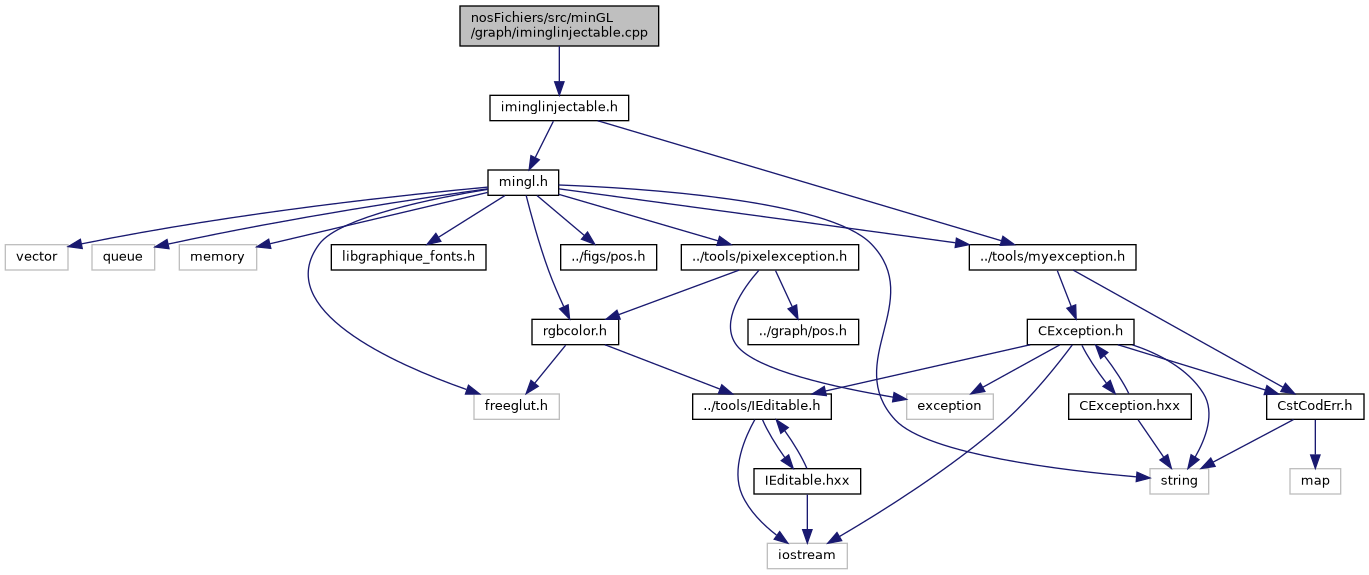 nosFichiers/src/minGL
/graph/iminglinjectable.cpp
iminglinjectable.h
mingl.h
vector
queue
memory
libgraphique_fonts.h
../figs/pos.h
../tools/pixelexception.h
../tools/myexception.h
rgbcolor.h
../graph/pos.h
CException.h
freeglut.h
../tools/IEditable.h
exception
CException.hxx
CstCodErr.h
IEditable.hxx
string
map
iostream